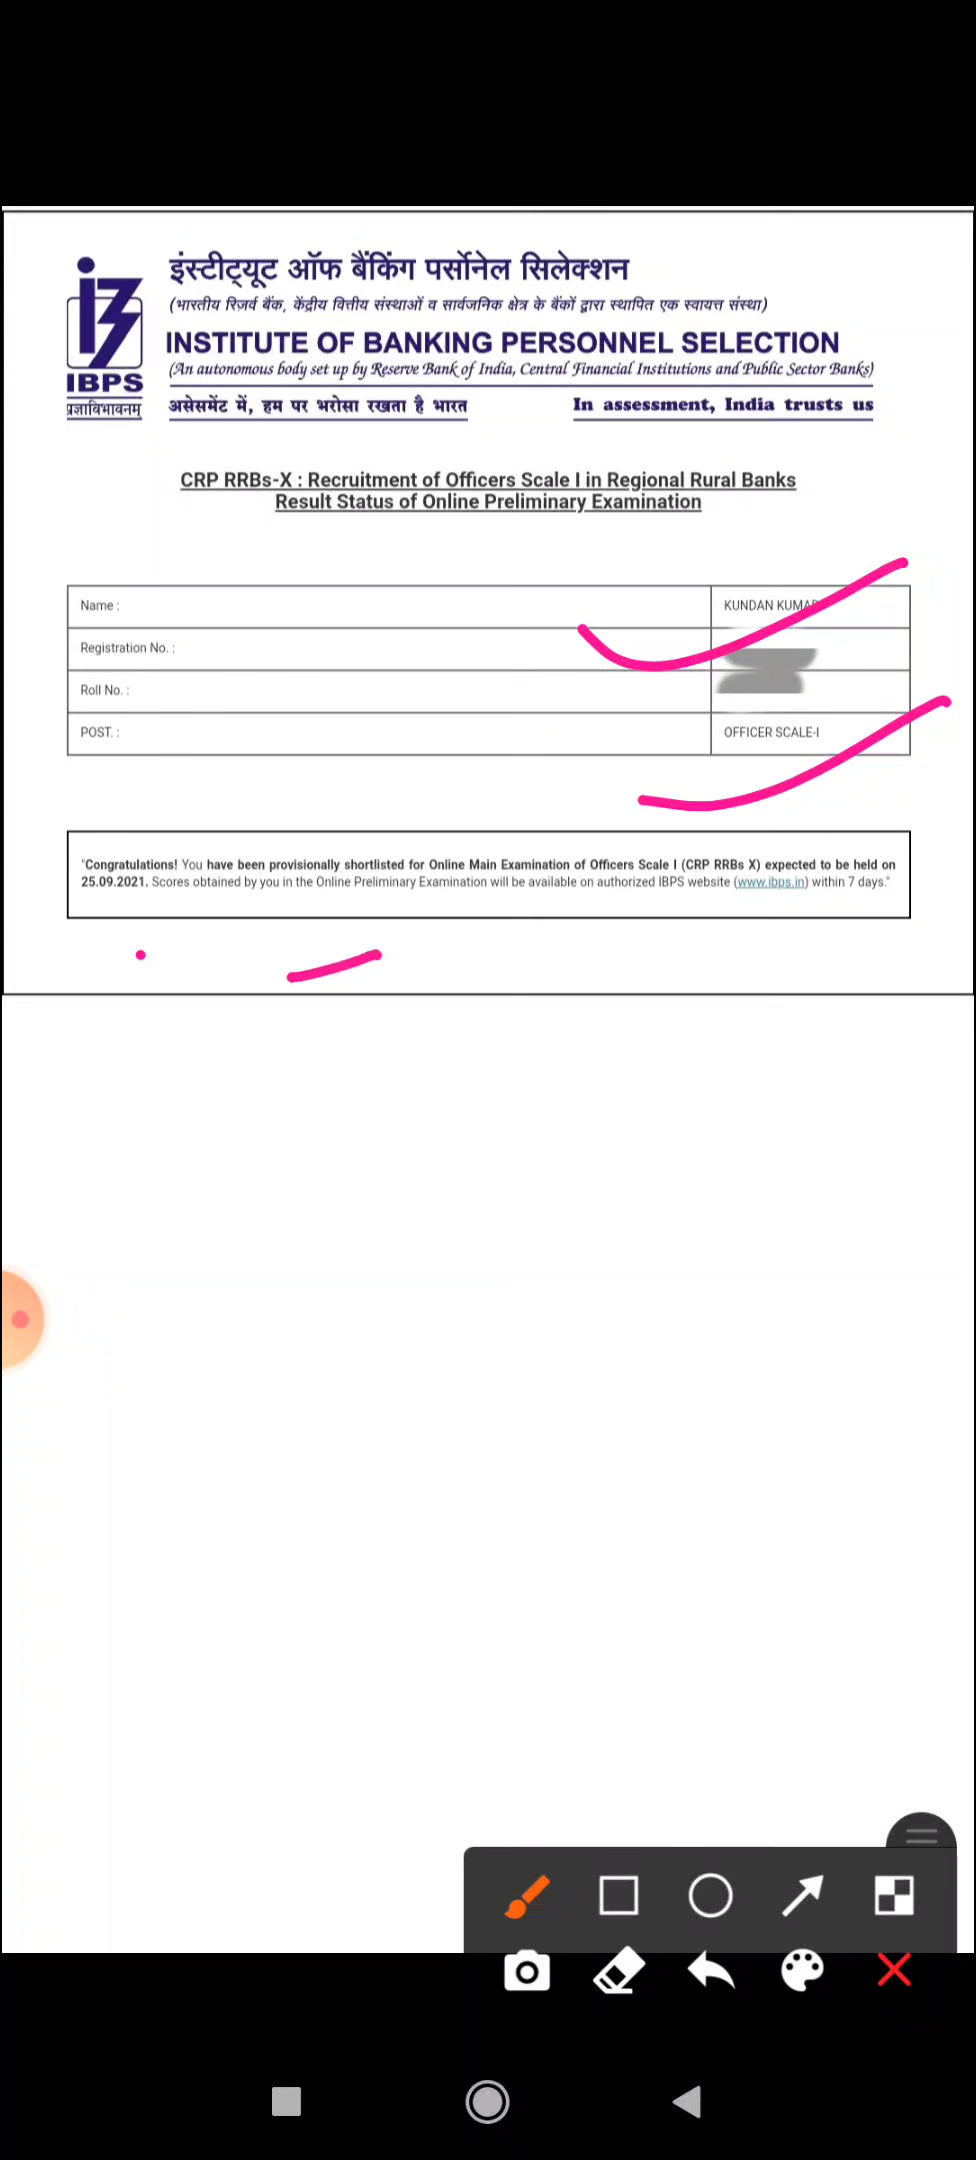 इंस्टीट्यूट ऑफ बैंकिंग पर्सोनेल सिलेक्शन
(भारतीय रिज़र्व बैंक, केंद्रीय वित्तीय संस्थाओं व सार्वजनिक क्षेत्र के बैंकों द्वारा स्थापित एक स्वायत्त संस्था)
INSTITUTE OF BANKING PERSONNEL SELECTION
(An autonomous body set up by Reserve Bank of India, Central Financial Institutions and Public Sector Banks)
IBPS
प्रज्ञाविभावनम्
असेसमेंट में, हम पर भरोसा रखता है भारत In assessment, India trusts us
CRP RRBs-X : Recruitment of Officers Scale I in Regional Rural Banks
Result Status of Online Preliminary Examination
Name : KUNDAN KUMAR
Registration No. :
Roll No. :
POST. : OFFICER SCALE-I
"Congratulations! You have been provisionally shortlisted for Online Main Examination of Officers Scale I (CRP RRBs X) expected to be held on
25.09.2021. Scores obtained by you in the Online Preliminary Examination will be available on authorized IBPS website (www.ibps.in) within 7 days."